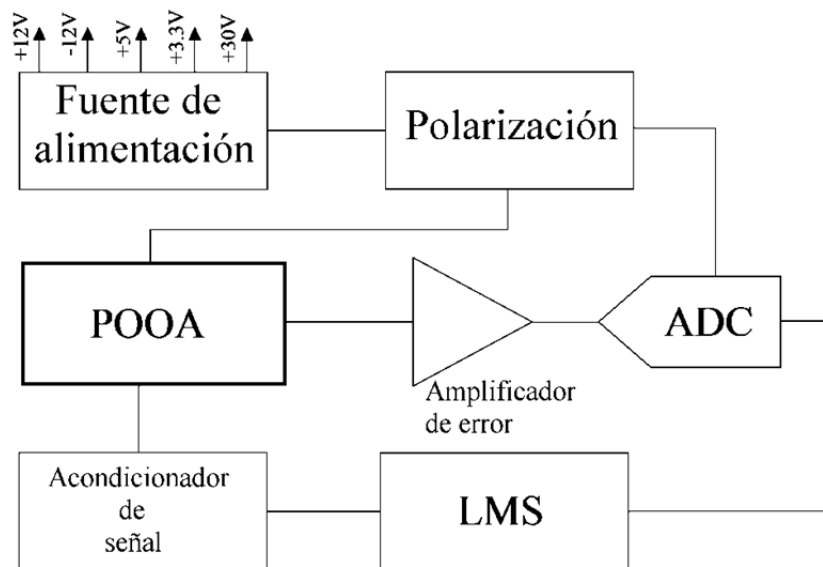 +12V
-12V
+5V
+3.3V
+30V
Fuente de
alimentación
Polarización
POOA
Amplificador
de error
ADC
Acondicionador
de
señal
LMS